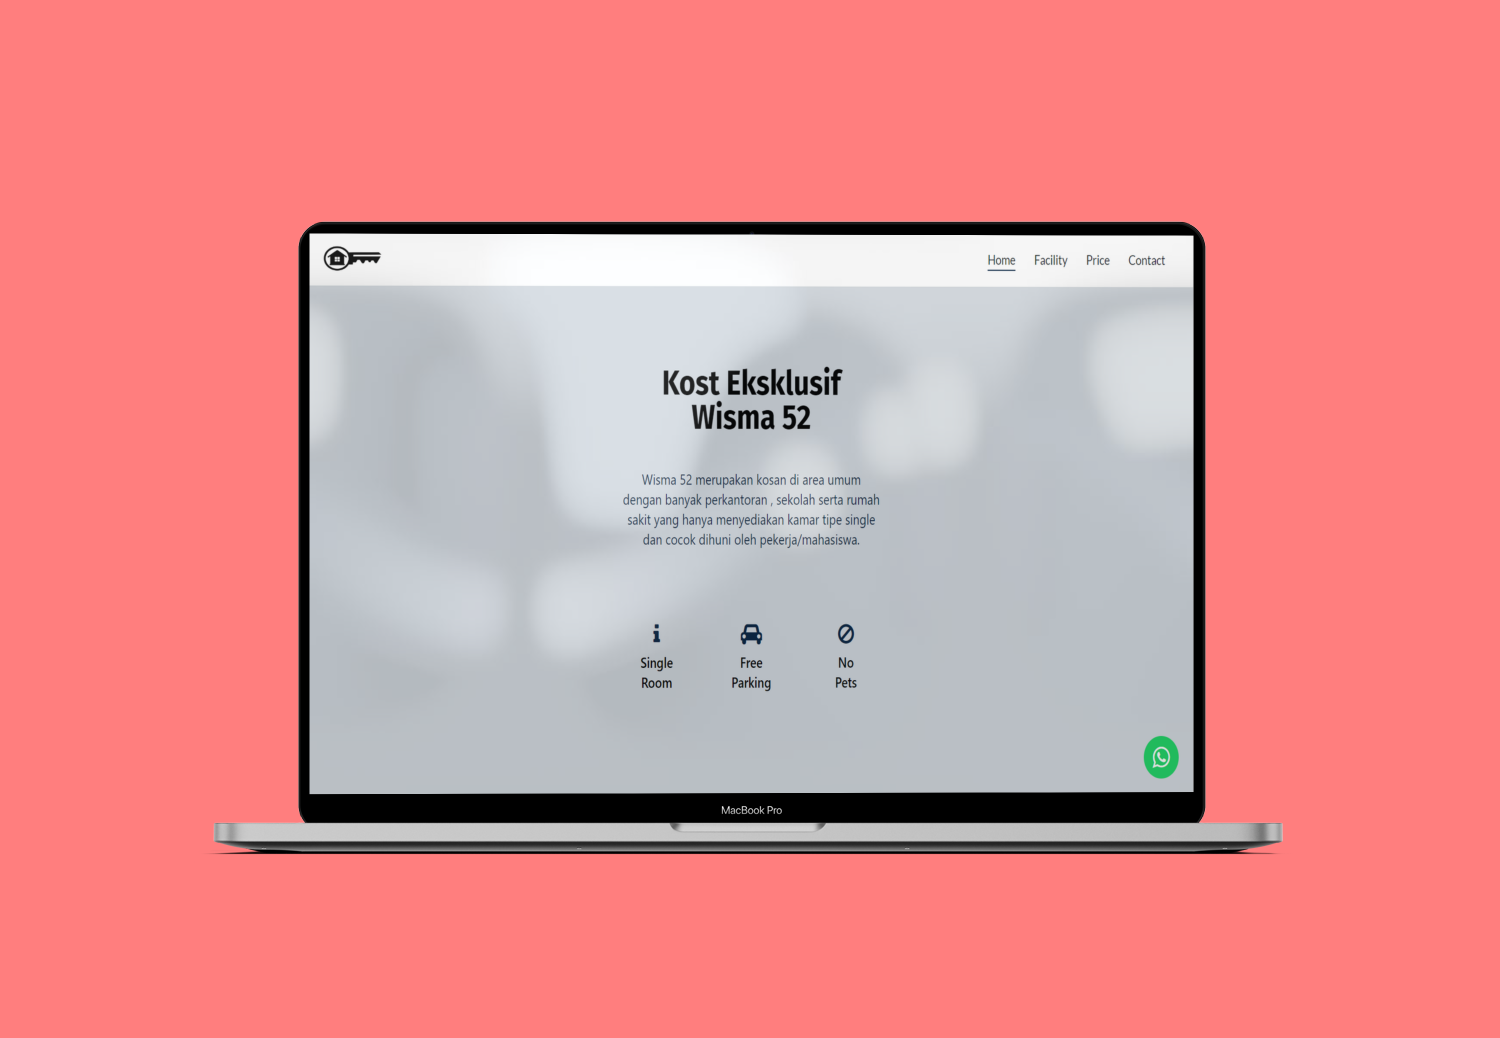 Home Facility Price Contact
Kost Eksklusif
Wisma 52
Wisma 52 merupakan kosan di area umum
dengan banyak perkantoran , sekolah serta rumah
sakit yang hanya menyediakan kamar tipe single
dan cocok dihuni oleh pekerja/mahasiswa.
Single
Room
Free
Parking
No
Pets
MacBook Pro